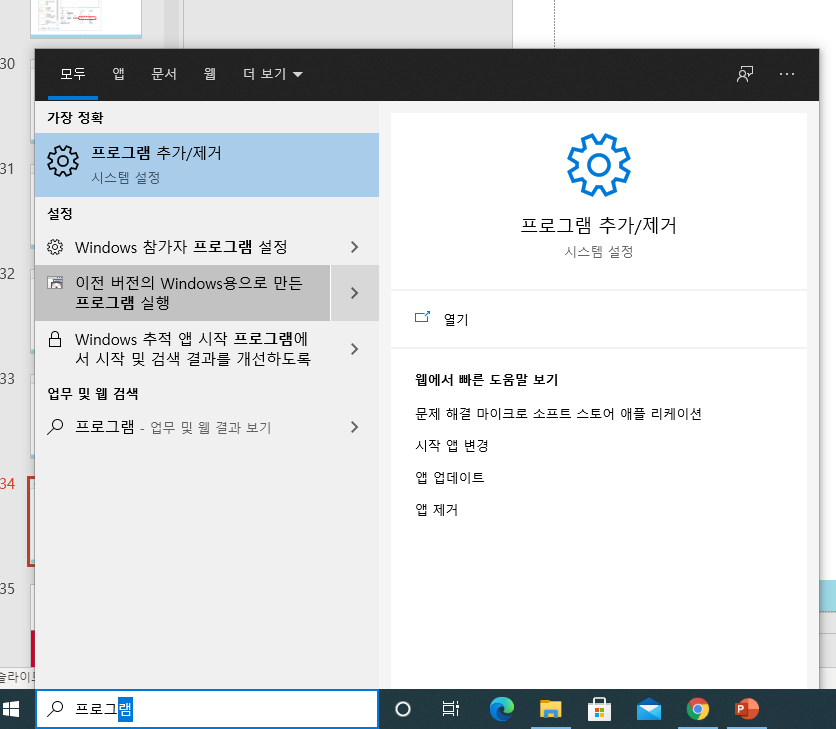 30
31
32
33
34
35
모두 앱 문서 웹 더 보기
가장 정확
프로그램 추가/제거
시스템 설정
설정
Windows 참가자 프로그램 설정
이전 버전의 Windows용으로 만든
프로그램 실행
Windows 추적 앱 시작 프로그램에
서 시작 및 검색 결과를 개선하도록
업무 및 웹 검색
프로그램 - 업무 및 웹 결과 보기
프로그램 추가/제거
시스템 설정
열기
웹에서 빠른 도움말 보기
문제 해결 마이크로 소프트 스토어 애플 리케이션
시작 앱 변경
앱 업데이트
앱 제거
슬라이드
프로그램
P